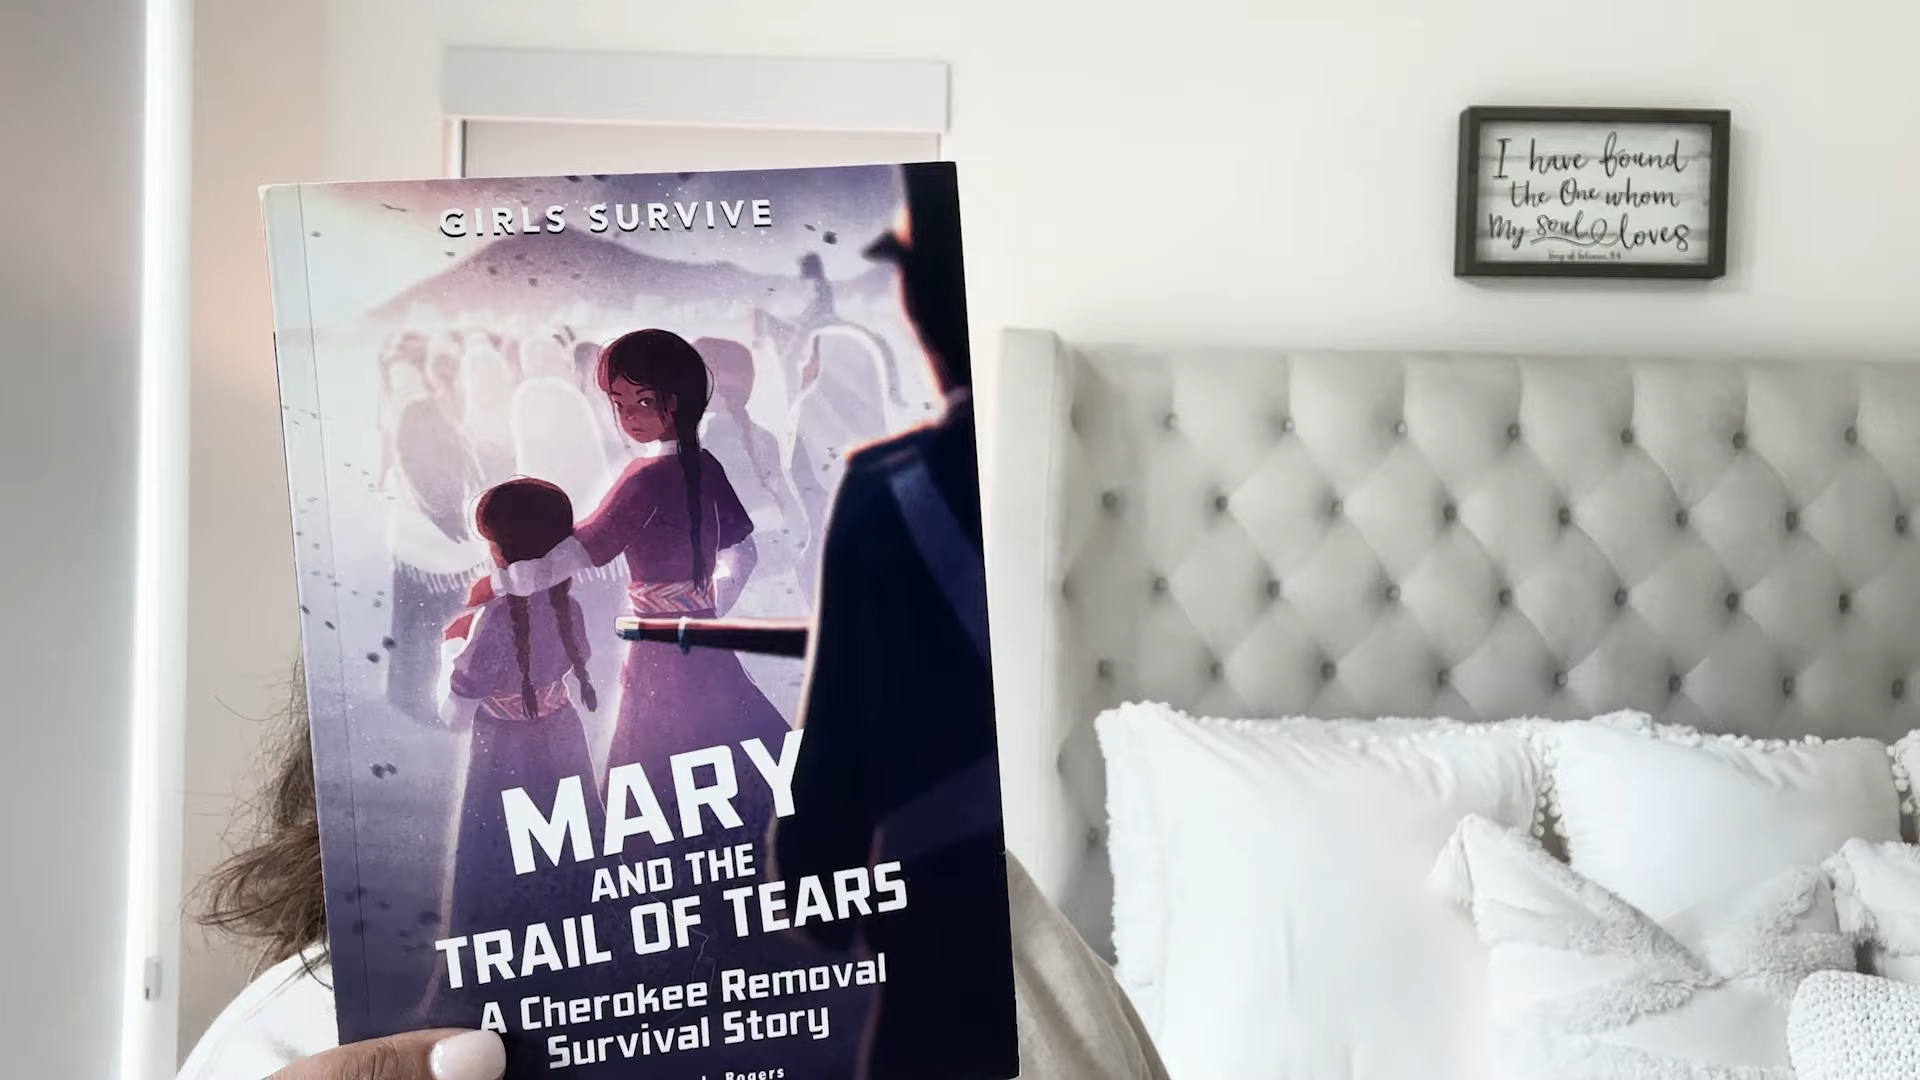 GIRLS SURVIVE
MARY
AND THE
TRAIL OF TEARS
A Cherokee Removal
Survival Story
Rogers
I have found
the One whom
My soul loves